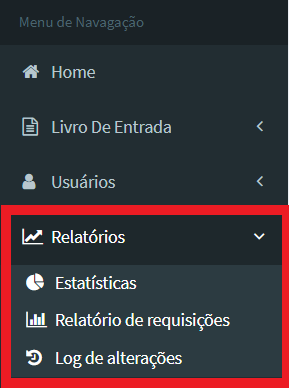 Menu de Navagação
Home
Livro De Entrada
Usuários
Relatórios
Estatísticas
Relatório de requisições
Log de alterações